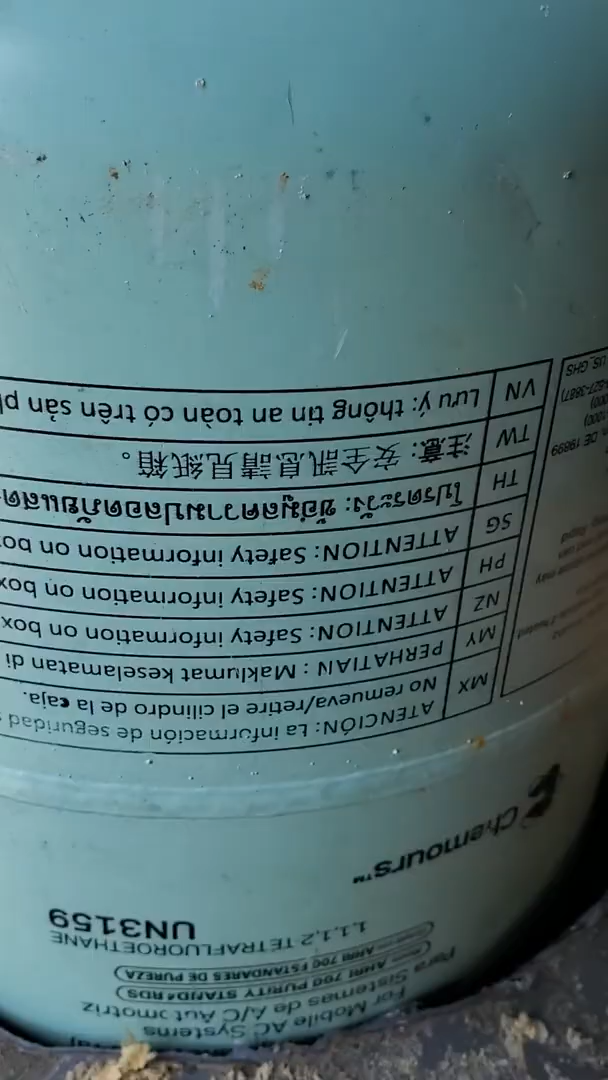 For Mobile AC Systems
Para Sistemas de A/C Automotriz
AHRI 700 PURITY STANDARDS
AHRI 700 ESTANDARES DE PUREZA
1,1,1,2 TETRAFLUOROETHANE
UN3159
Chemours™
MX ATENCIÓN: La información de seguridad
No remueva/retire el cilindro de la caja.
MY PERHATIAN : Maklumat keselamatan di
NZ ATTENTION: Safety information on box
PH ATTENTION: Safety information on box
SG ATTENTION: Safety information on box
TH โปรดระวัง: ข้อมูลความปลอดภัยแสด
TW 注意: 安全訊息請見紙箱。
VN Lưu ý: thông tin an toàn có trên sản
DE 19899
US_GHS